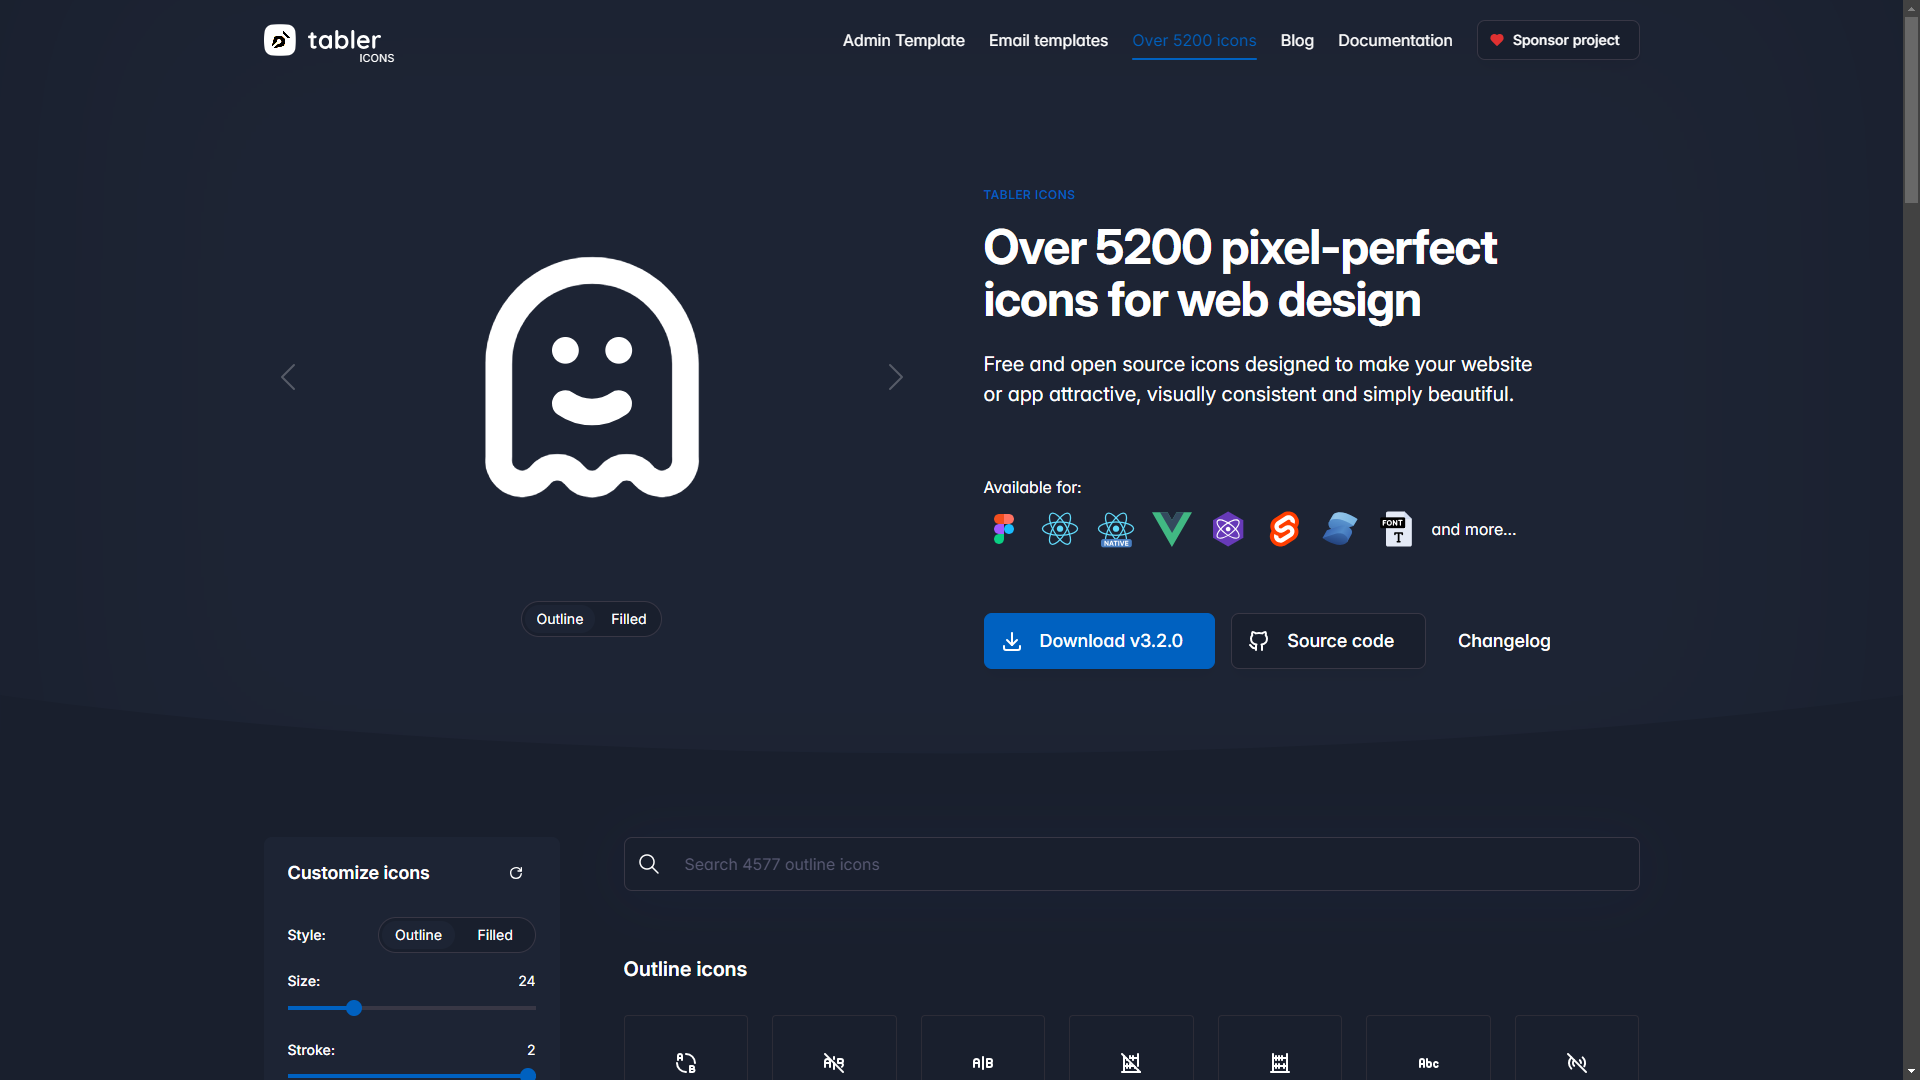 tabler
ICONS
Admin Template
Email templates
Over 5200 icons
Blog
Documentation
Sponsor project
TABLER ICONS
Over 5200 pixel-perfect
icons for web design
Free and open source icons designed to make your website
or app attractive, visually consistent and simply beautiful.
Available for:
NATIVE
FONT
T
and more...
Outline
Filled
Download v3.2.0
Source code
Changelog
Customize icons
Style:
Outline
Filled
Size:
24
Stroke:
2
Search 4577 outline icons
Outline icons
A
B
A|B
A|B
Abc